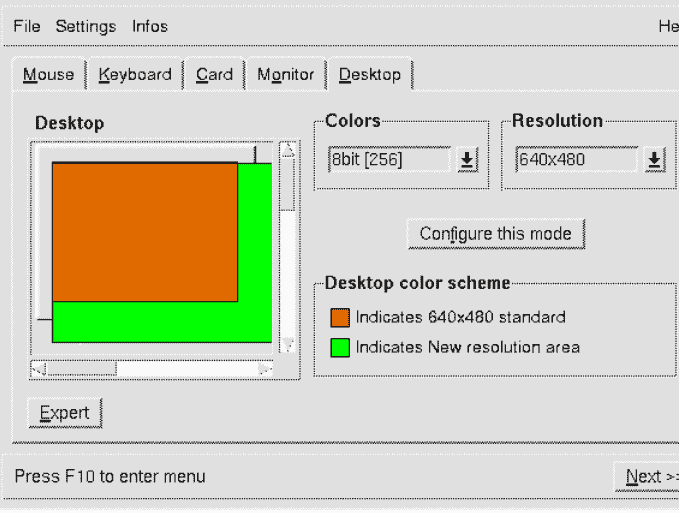 File Settings Infos He
Mouse Keyboard Card Monitor Desktop
Desktop
Colors
8bit [256]
Resolution
640x480
Configure this mode
Desktop color scheme
Indicates 640x480 standard
Indicates New resolution area
Expert
Press F10 to enter menu
Next >>